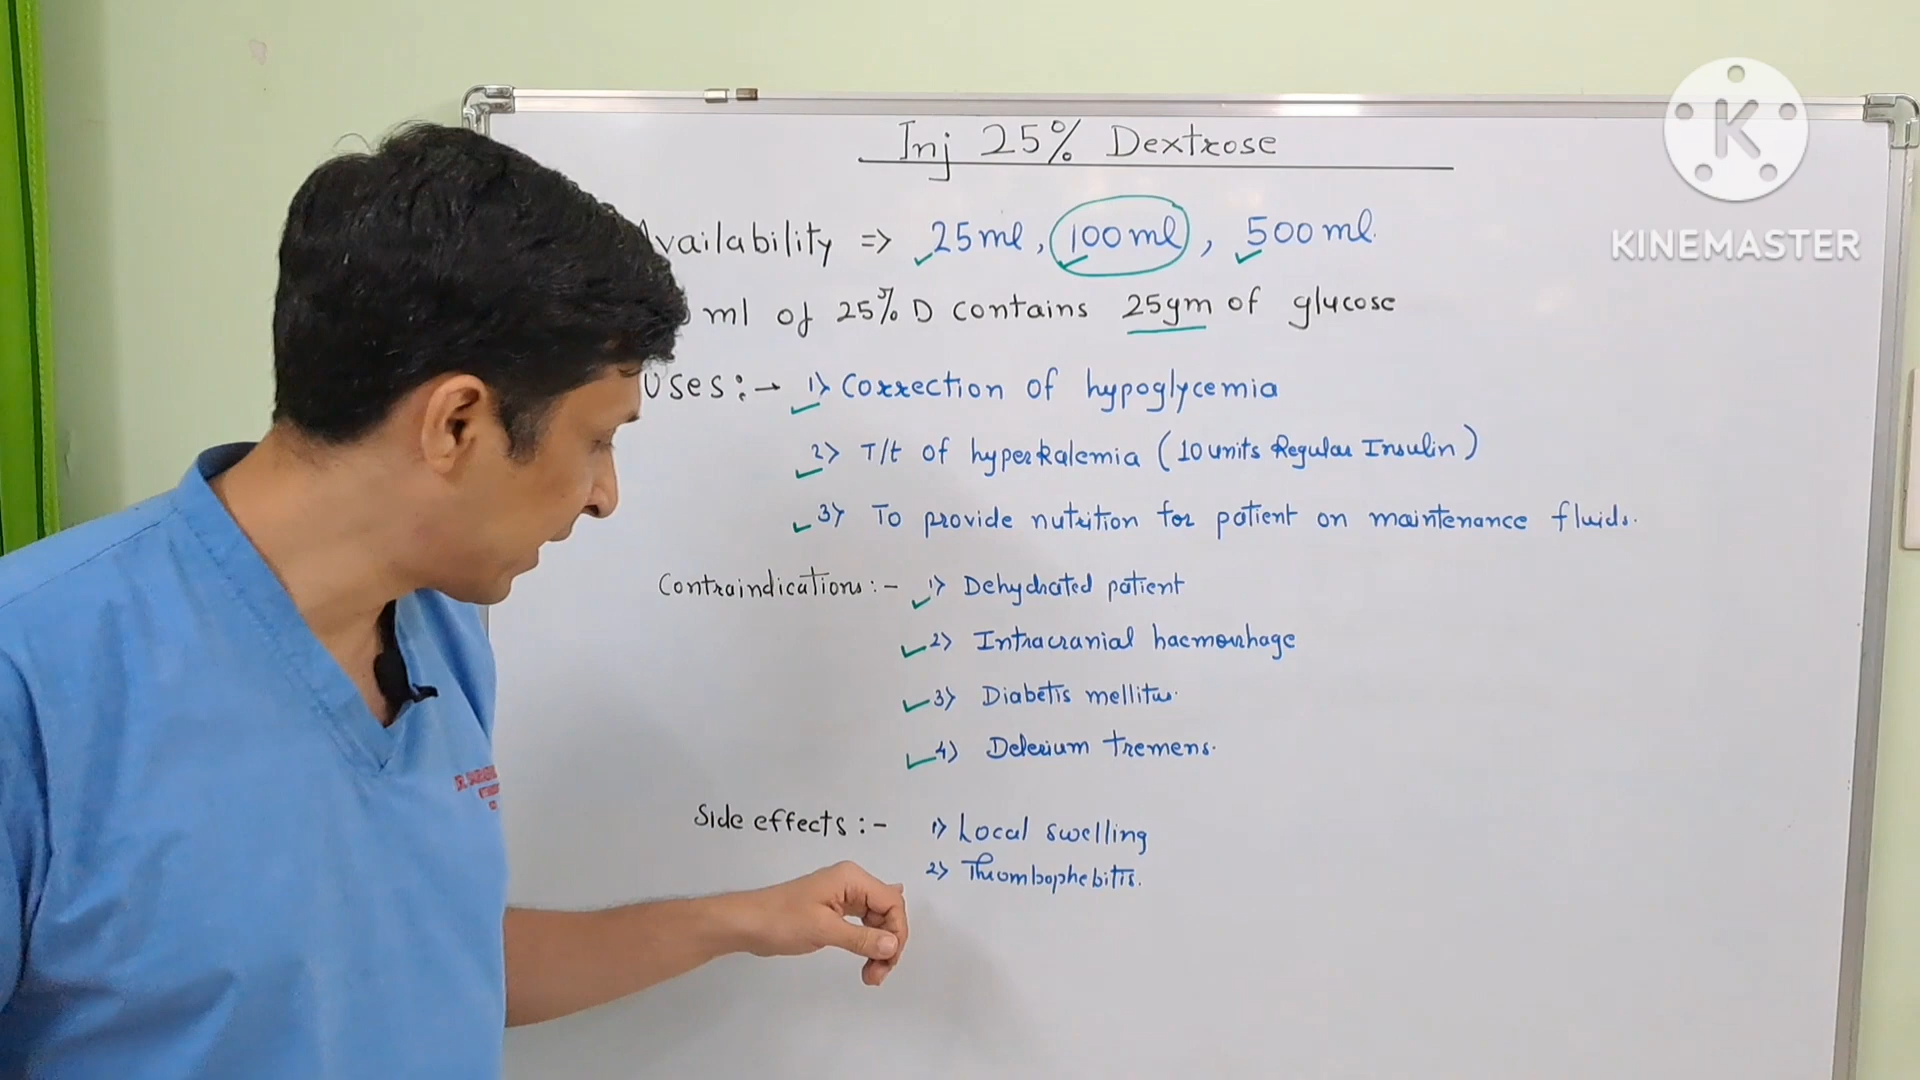 Inj 25% Dextrose
Availability => 25ml, 100ml, 500ml.
ml of 25% D contains 25gm of glucose
Uses:→ 1) Correction of hypoglycemia
2) T/t of hyperkalemia (10 units Regular Insulin)
3) To provide nutrition for patient on maintenance fluids.
Contraindications:- 1) Dehydrated patient
2) Intracranial haemorrhage
3) Diabetis mellitus.
4) Delerium tremens.
Side effects:- 1) Local swelling
2) Thrombophebitis.
K
KINEMASTER